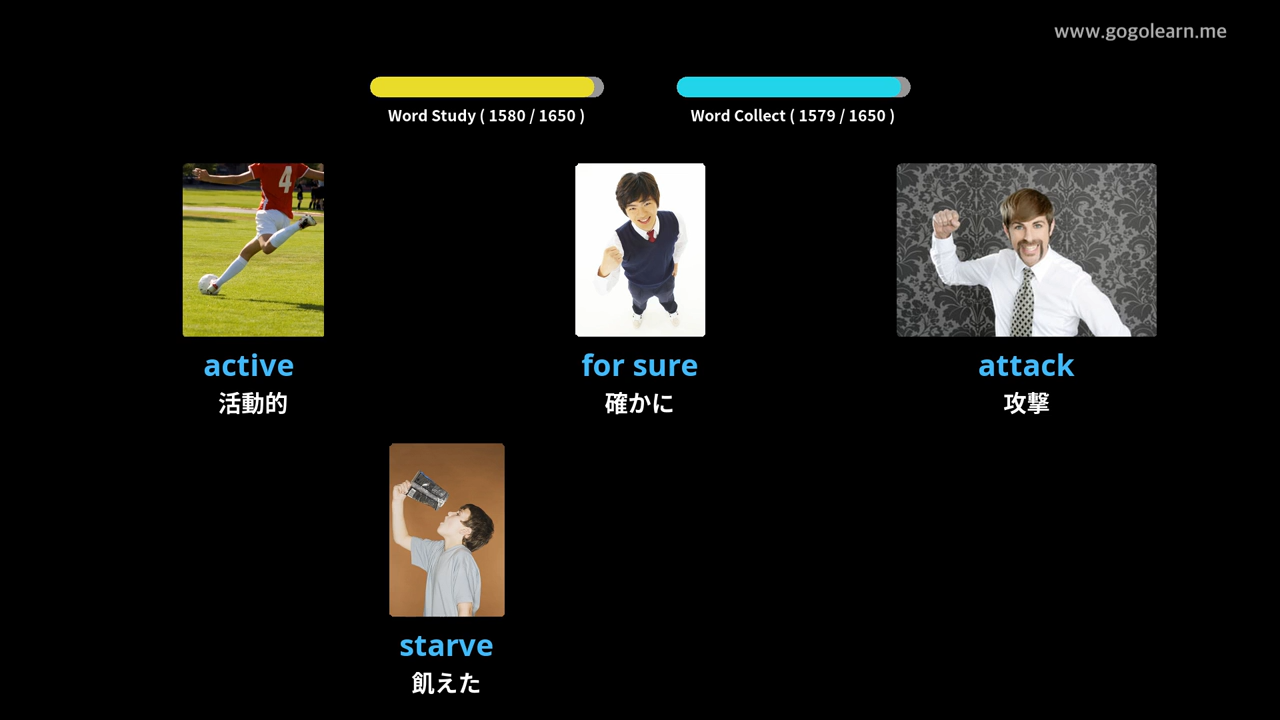 www.gogolearn.me
Word Study ( 1580 / 1650 )
Word Collect ( 1579 / 1650 )
4
active
活動的
for sure
確かに
attack
攻撃
starve
飢えた